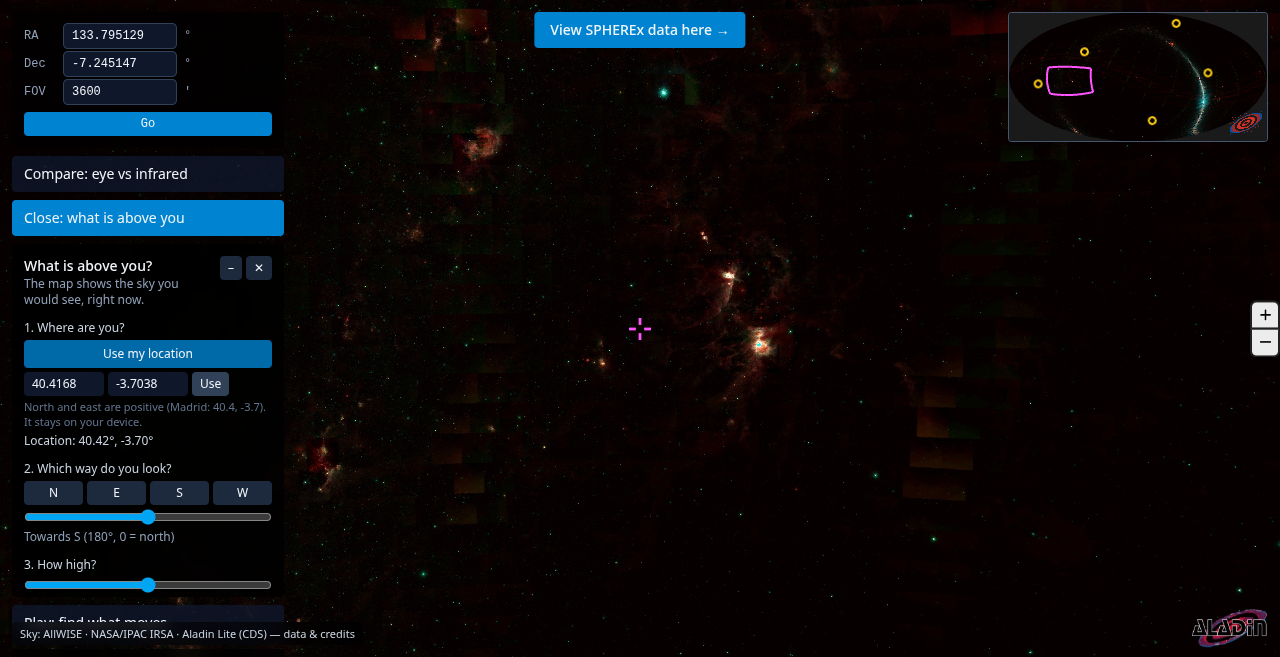 RA 133.795129 °
Dec -7.245147 °
FOV 3600 '
Go
Compare: eye vs infrared
Close: what is above you
What is above you?
– ✕
The map shows the sky you
would see, right now.
1. Where are you?
Use my location
40.4168 -3.7038 Use
North and east are positive (Madrid: 40.4, -3.7).
It stays on your device.
Location: 40.42°, -3.70°
2. Which way do you look?
N E S W
Towards S (180°, 0 = north)
3. How high?
Play: find what moves
Sky: AllWISE · NASA/IPAC IRSA · Aladin Lite (CDS) — data & credits
View SPHEREx data here →
+
−
ALADIN